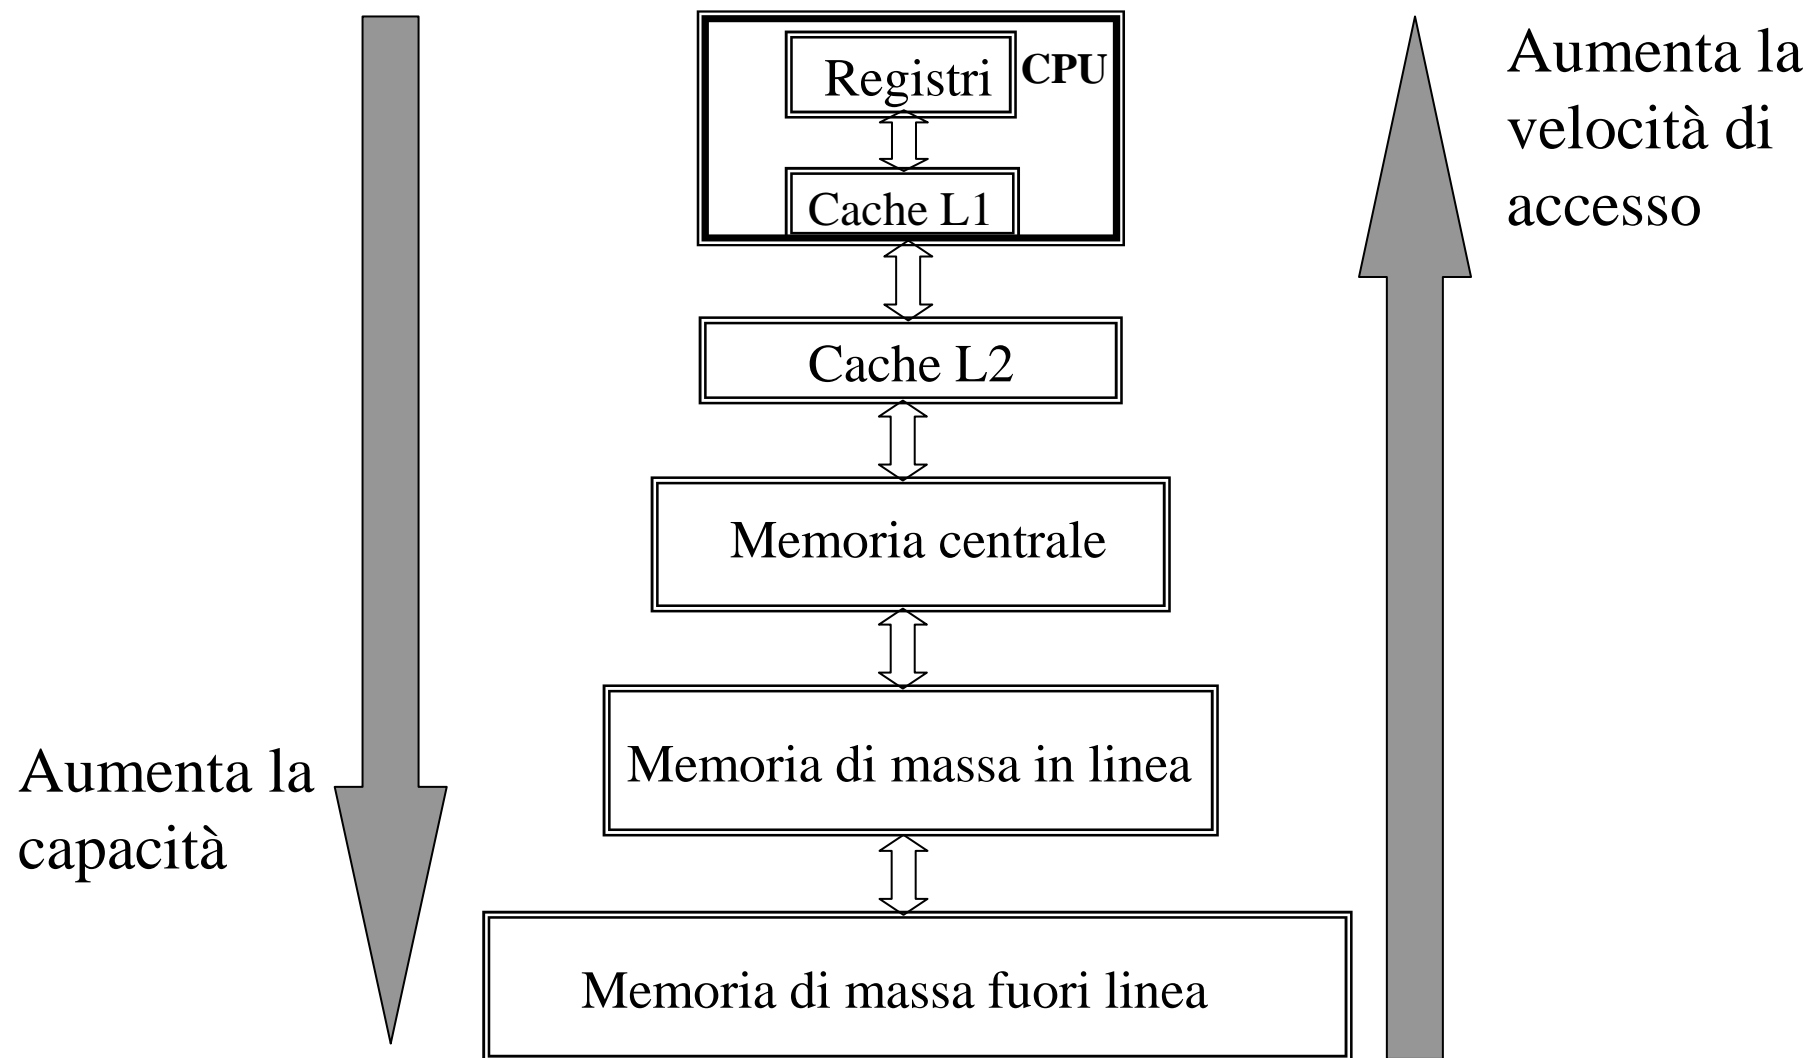 Registri
CPU
Aumenta la
velocità di
accesso
Cache L1
Cache L2
Memoria centrale
Memoria di massa in linea
Aumenta la
capacità
Memoria di massa fuori linea